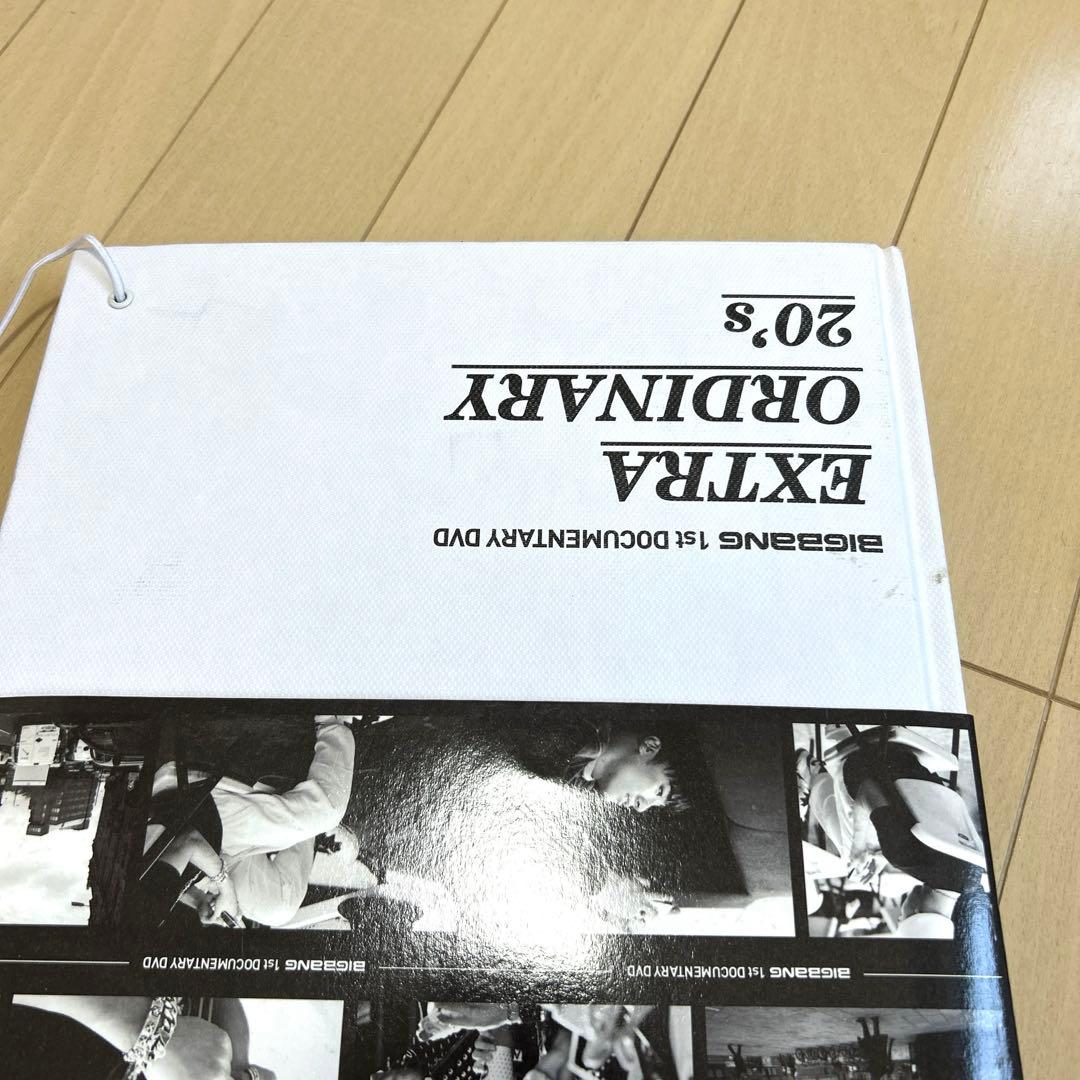 BIGBANG 1st DOCUMENTARY DVD
EXTRA
ORDINARY
20's
BIGBANG 1st DOCUMENTARY DVD
BIGBANG 1st DOCUMENTARY DVD